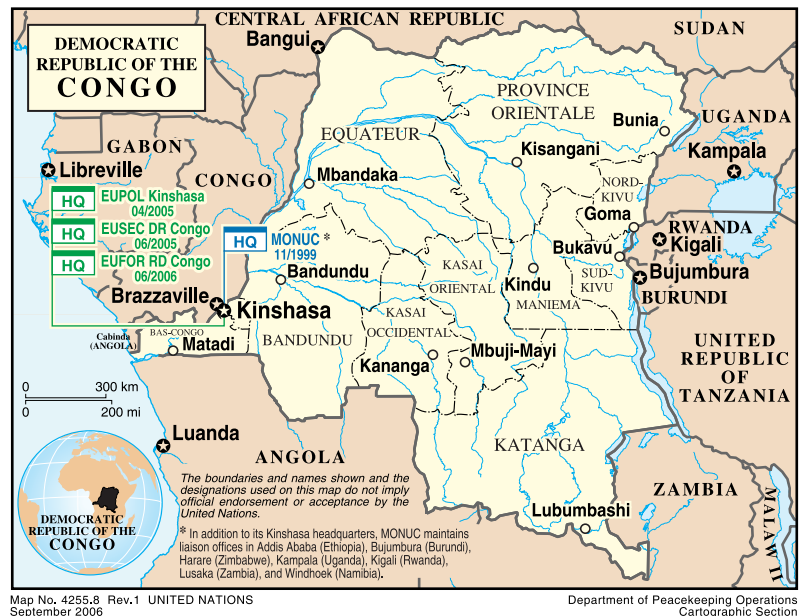 DEMOCRATIC
REPUBLIC OF THE
CONGO
CENTRAL AFRICAN REPUBLIC
Bangui
SUDAN
PROVINCE
ORIENTALE
EQUATEUR
Bunia
UGANDA
Kampala
GABON
Libreville
CONGO
Mbandaka
Kisangani
NORD-
KIVU
Goma
RWANDA
Kigali
HQ
EUPOL Kinshasa
04/2005
HQ
EUSEC DR Congo
06/2005
HQ
EUFOR RD Congo
06/2006
HQ
MONUC *
11/1999
Bukavu
Bujumbura
BURUNDI
Bandundu
KASAI
ORIENTAL
Kindu
SUD-
KIVU
MANIEMA
Brazzaville
Kinshasa
KASAI
OCCIDENTAL
Cabinda
(ANGOLA)
BAS-CONGO
Matadi
BANDUNDU
Kananga
Mbuji-Mayi
UNITED
REPUBLIC
OF
TANZANIA
0 300 km
0 200 mi
Luanda
ANGOLA
KATANGA
ZAMBIA
MALAWI
Lubumbashi
The boundaries and names shown and the
designations used on this map do not imply
official endorsement or acceptance by the
United Nations.
* In addition to its Kinshasa headquarters, MONUC maintains
liaison offices in Addis Ababa (Ethiopia), Bujumbura (Burundi),
Harare (Zimbabwe), Kampala (Uganda), Kigali (Rwanda),
Lusaka (Zambia), and Windhoek (Namibia).
DEMOCRATIC
REPUBLIC OF THE
CONGO
Map No. 4255.8 Rev.1 UNITED NATIONS
September 2006
Department of Peacekeeping Operations
Cartographic Section